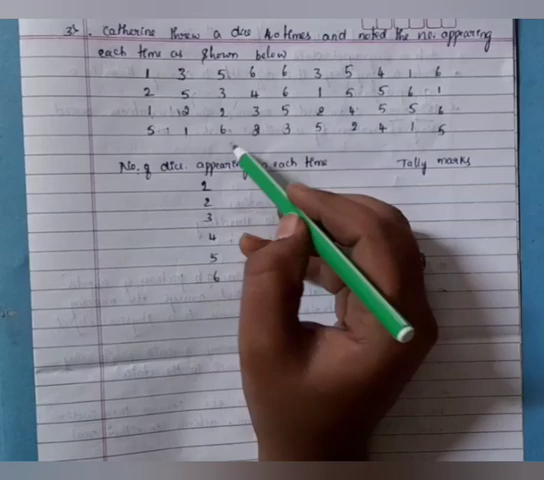 3). Catherine threw a dice 40 times and noted the no. appearing
each time as shown below
1 3 5 6 6 3 5 4 1 6
2 5 3 4 6 1 5 5 6 1
1 2 2 3 5 2 4 5 5 6
5 1 6 2 3 5 2 4 1 5
No. of dice appearing each time Tally marks
2
2
3
4
5
6